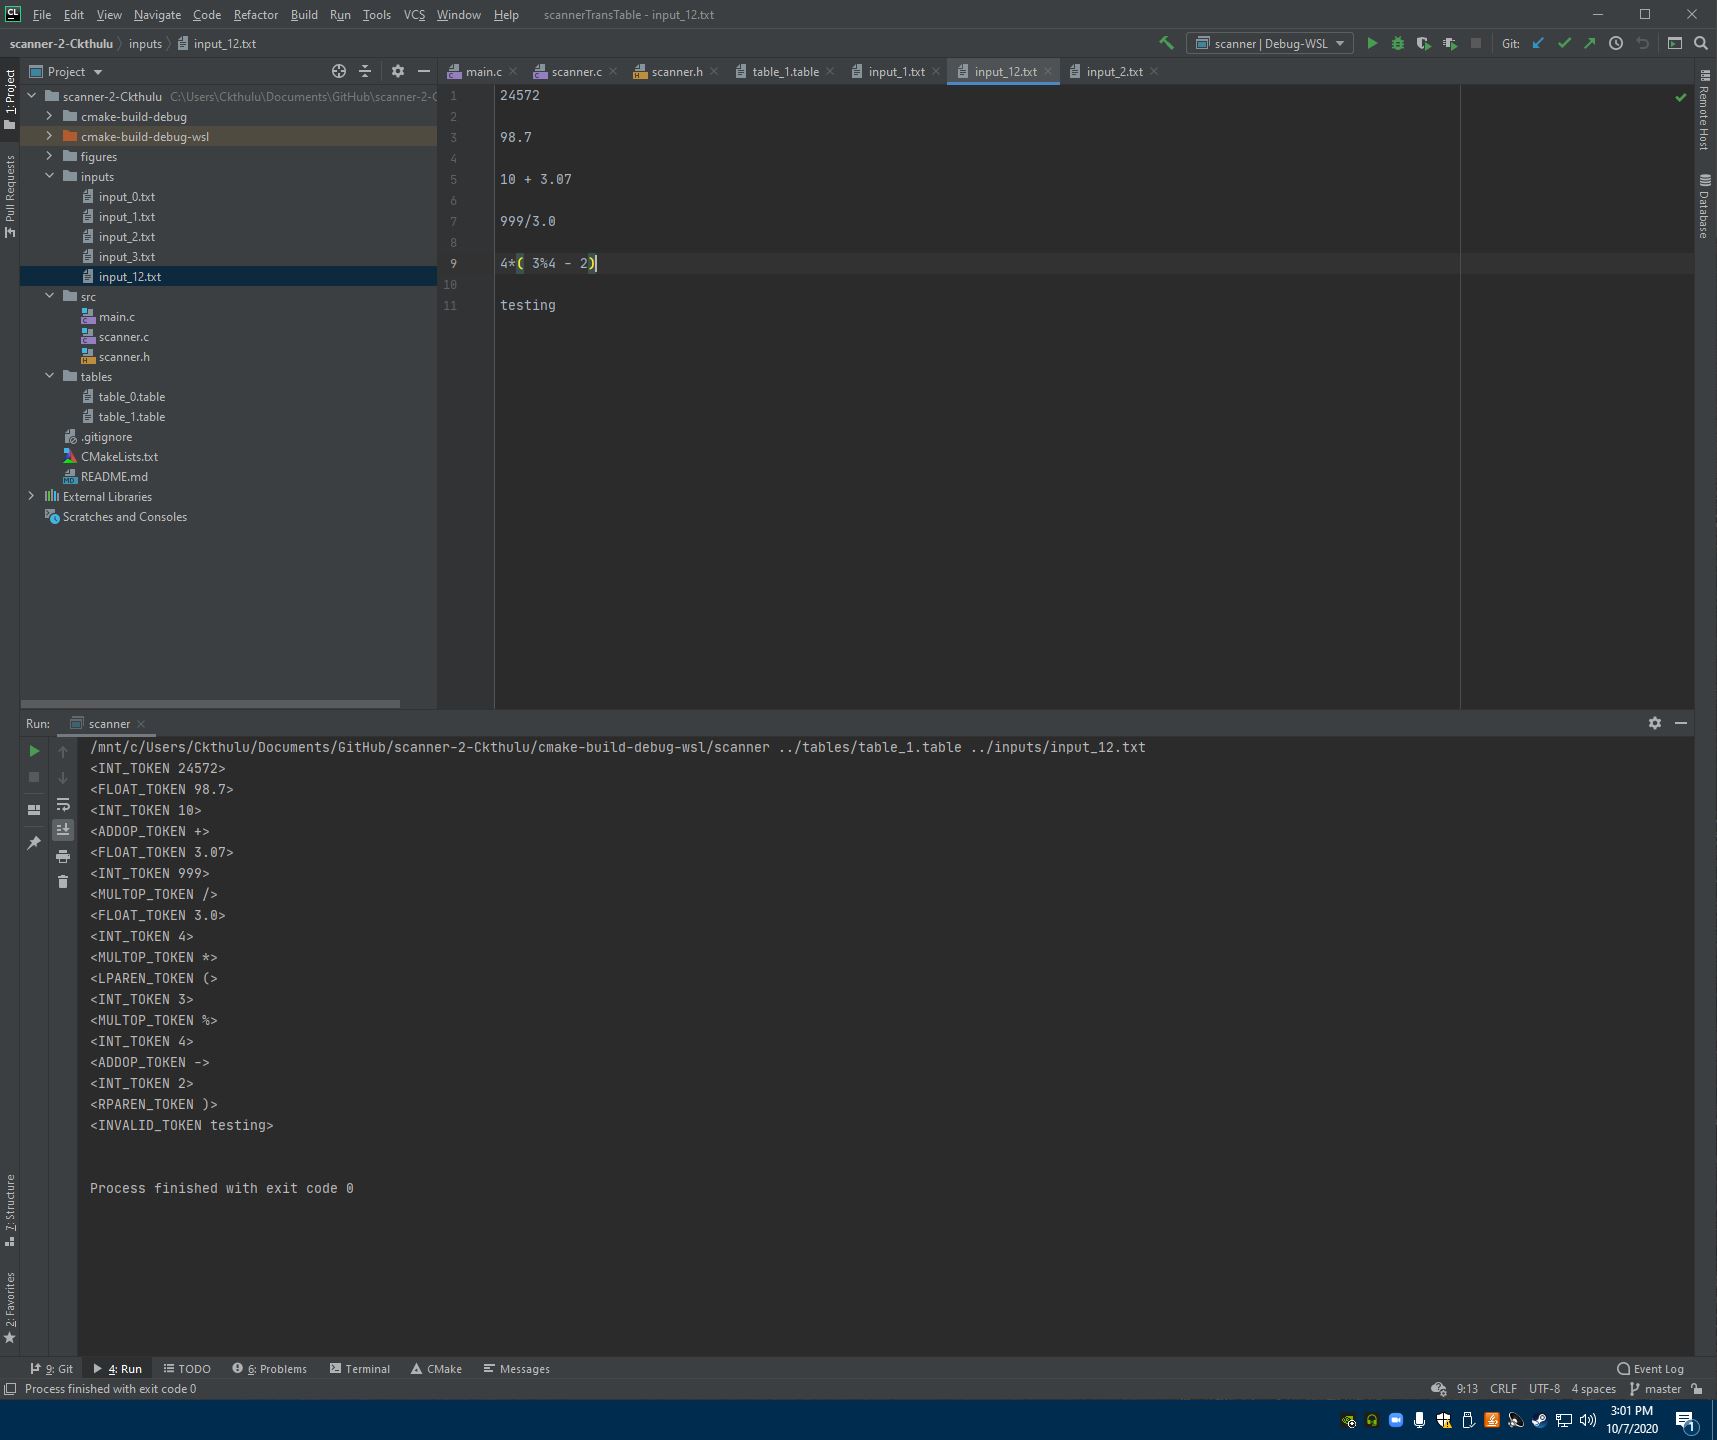 CL File Edit View Navigate Code Refactor Build Run Tools VCS Window Help scannerTransTable - input_12.txt
scanner-2-Ckthulu inputs input_12.txt scanner | Debug-WSL Git:
1: Project
Pull Requests
Project
scanner-2-Ckthulu C:\Users\Ckthulu\Documents\GitHub\scanner-2-C
cmake-build-debug
cmake-build-debug-wsl
figures
inputs
input_0.txt
input_1.txt
input_2.txt
input_3.txt
input_12.txt
src
main.c
scanner.c
scanner.h
tables
table_0.table
table_1.table
.gitignore
CMakeLists.txt
README.md
External Libraries
Scratches and Consoles
main.c scanner.c scanner.h table_1.table input_1.txt input_12.txt input_2.txt
1 24572
2
3 98.7
4
5 10 + 3.07
6
7 999/3.0
8
9 4*( 3%4 - 2)
10
11 testing
Remote Host
Database
Run: scanner
/mnt/c/Users/Ckthulu/Documents/GitHub/scanner-2-Ckthulu/cmake-build-debug-wsl/scanner ../tables/table_1.table ../inputs/input_12.txt
<INT_TOKEN 24572>
<FLOAT_TOKEN 98.7>
<INT_TOKEN 10>
<ADDOP_TOKEN +>
<FLOAT_TOKEN 3.07>
<INT_TOKEN 999>
<MULTOP_TOKEN />
<FLOAT_TOKEN 3.0>
<INT_TOKEN 4>
<MULTOP_TOKEN *>
<LPAREN_TOKEN (>
<INT_TOKEN 3>
<MULTOP_TOKEN %>
<INT_TOKEN 4>
<ADDOP_TOKEN ->
<INT_TOKEN 2>
<RPAREN_TOKEN )>
<INVALID_TOKEN testing>
Process finished with exit code 0
7: Structure
2: Favorites
9: Git 4: Run TODO 6: Problems Terminal CMake Messages Event Log
Process finished with exit code 0 9:13 CRLF UTF-8 4 spaces master
3:01 PM
10/7/2020
1